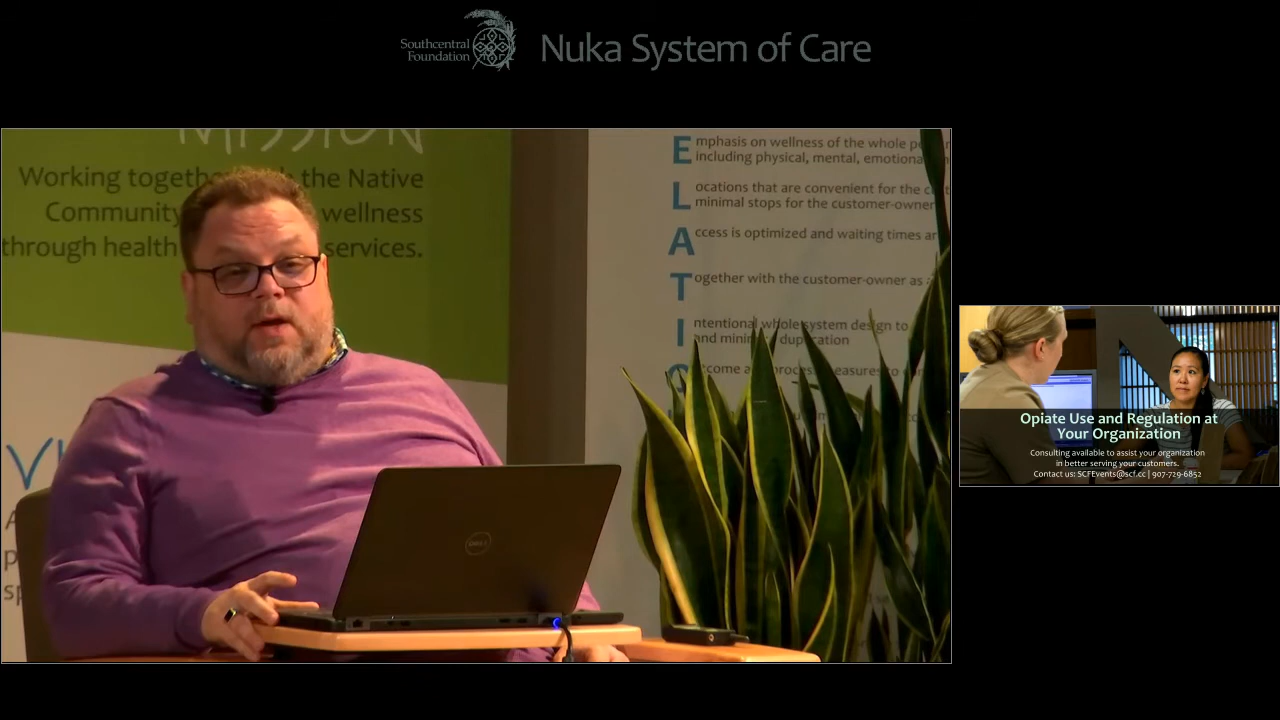 Southcentral
Foundation
Nuka System of Care
MISSION
Working together the Native
Community wellness
through health services.
E mphasis on wellness of the whole
including physical, mental,
L ocations that are convenient for the
minimal stops for the customer-owner
A ccess is optimized and waiting times
T ogether with the customer-owner as
I ntentional whole system design to
and duplication
DELL
Opiate Use and Regulation at
Your Organization
Consulting available to assist your organization
in better serving your customers.
Contact us: SCFEvents@scf.cc | 907-729-6852